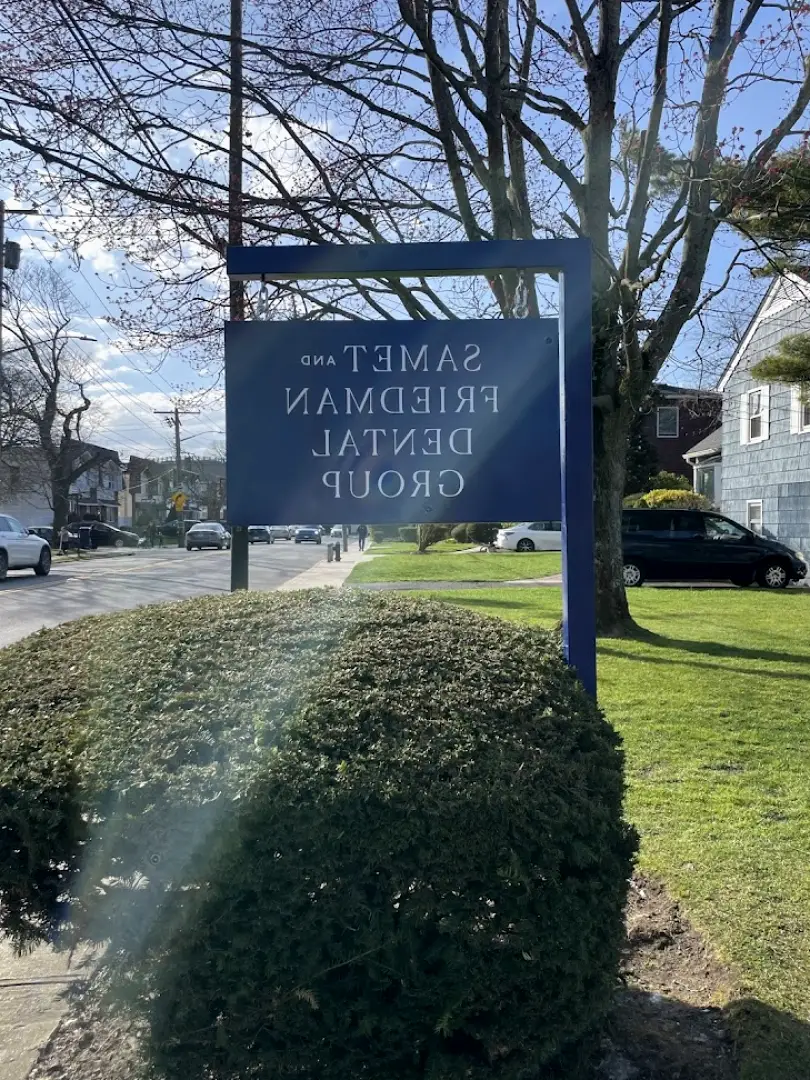 SAMET AND
FRIEDMAN
DENTAL
GROUP